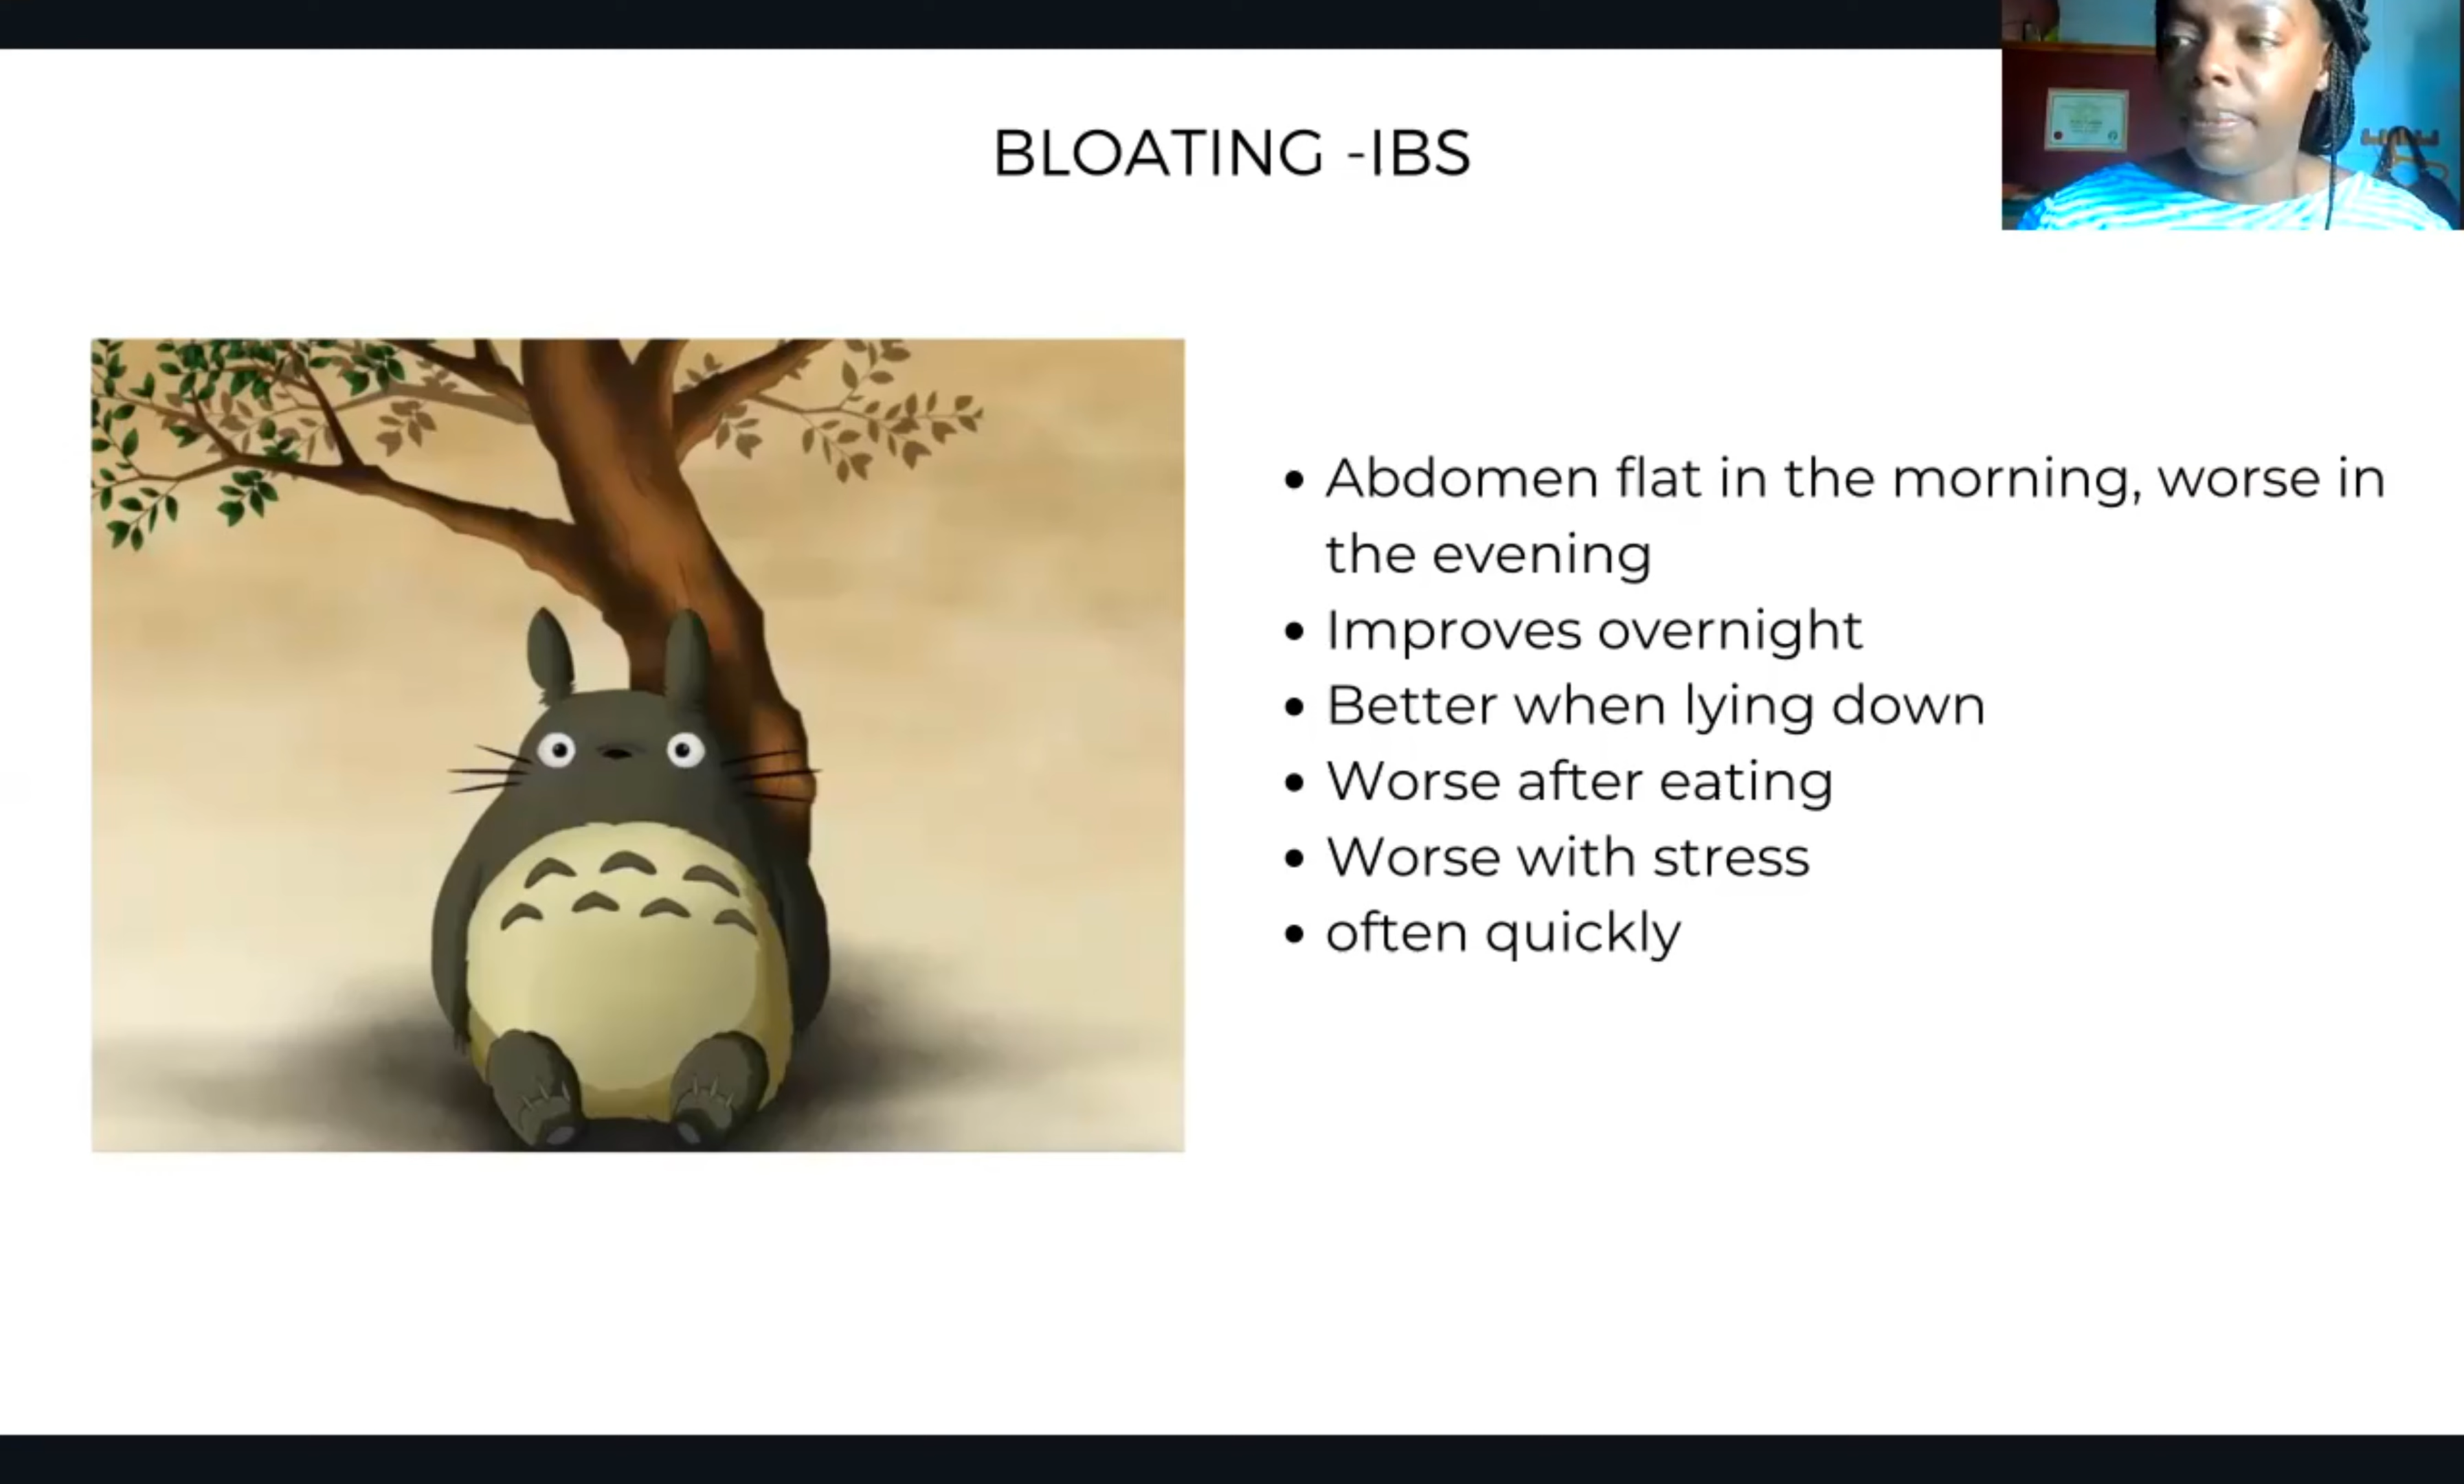 BLOATING -IBS
• Abdomen flat in the morning, worse in
the evening
• Improves overnight
• Better when lying down
• Worse after eating
• Worse with stress
• often quickly